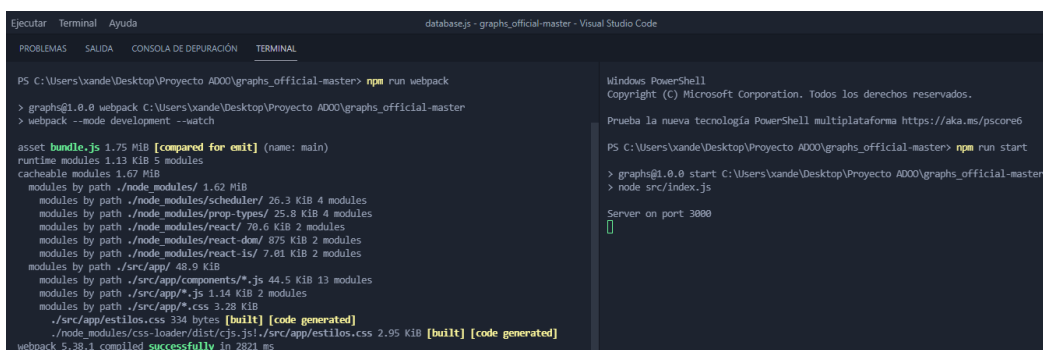 Ejecutar Terminal Ayuda
database.js - graphs_official-master - Visual Studio Code
PROBLEMAS SALIDA CONSOLA DE DEPURACIÓN TERMINAL
PS C:\Users\xande\Desktop\Proyecto ADOO\graphs_official-master> npm run webpack
> graphs@1.0.0 webpack C:\Users\xande\Desktop\Proyecto ADOO\graphs_official-master
> webpack --mode development --watch
asset bundle.js 1.75 MiB [compared for emit] (name: main)
runtime modules 1.13 KiB 5 modules
cacheable modules 1.67 MiB
modules by path ./node_modules/ 1.62 MiB
modules by path ./node_modules/scheduler/ 26.3 KiB 4 modules
modules by path ./node_modules/prop-types/ 25.8 KiB 4 modules
modules by path ./node_modules/react/ 70.6 KiB 2 modules
modules by path ./node_modules/react-dom/ 875 KiB 2 modules
modules by path ./node_modules/react-is/ 7.01 KiB 2 modules
modules by path ./src/app/ 48.9 KiB
modules by path ./src/app/components/*.js 44.5 KiB 13 modules
modules by path ./src/app/*.js 1.14 KiB 2 modules
modules by path ./src/app/*.css 3.28 KiB
./src/app/estilos.css 334 bytes [built] [code generated]
./node_modules/css-loader/dist/cjs.js!./src/app/estilos.css 2.95 KiB [built] [code generated]
webpack 5.38.1 compiled successfully in 2821 ms
Windows PowerShell
Copyright (C) Microsoft Corporation. Todos los derechos reservados.
Prueba la nueva tecnología PowerShell multiplataforma https://aka.ms/pscore6
PS C:\Users\xande\Desktop\Proyecto ADOO\graphs_official-master> npm run start
> graphs@1.0.0 start C:\Users\xande\Desktop\Proyecto ADOO\graphs_official-master
> node src/index.js
Server on port 3000